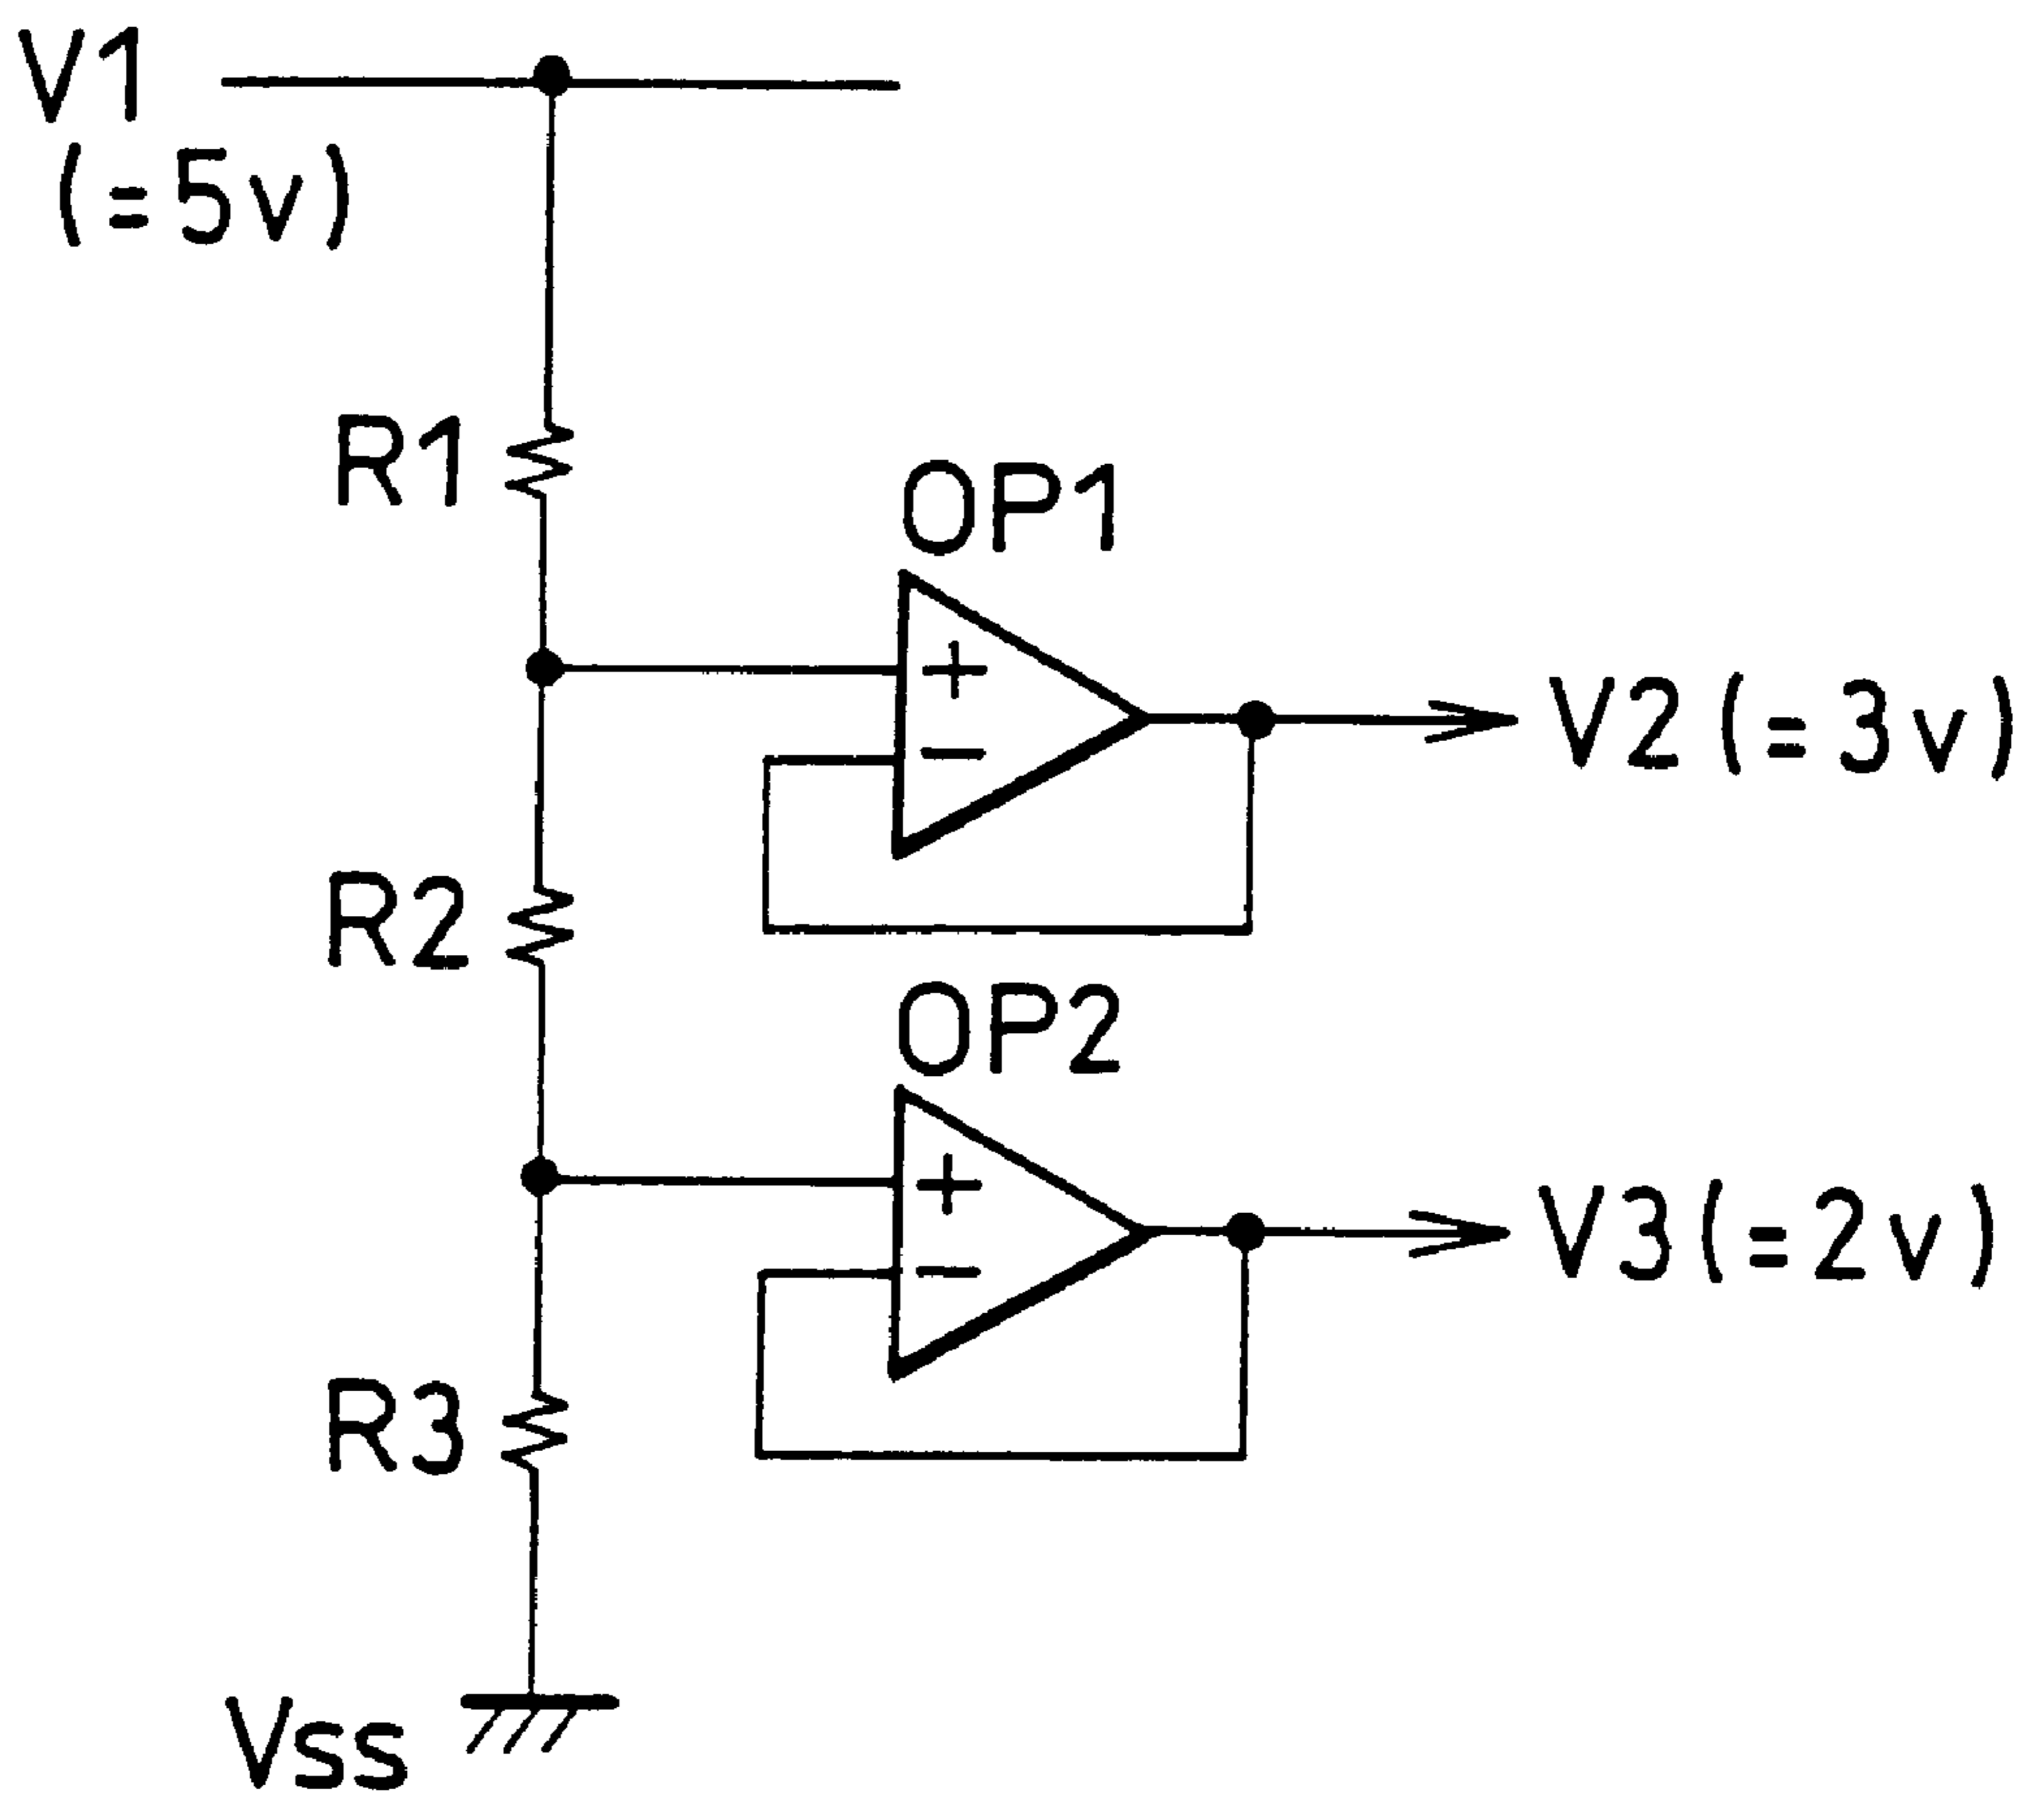 V1
(=5v)
R1
OP1
+
−
V2(=3v)
R2
OP2
+
−
V3(=2v)
R3
Vss